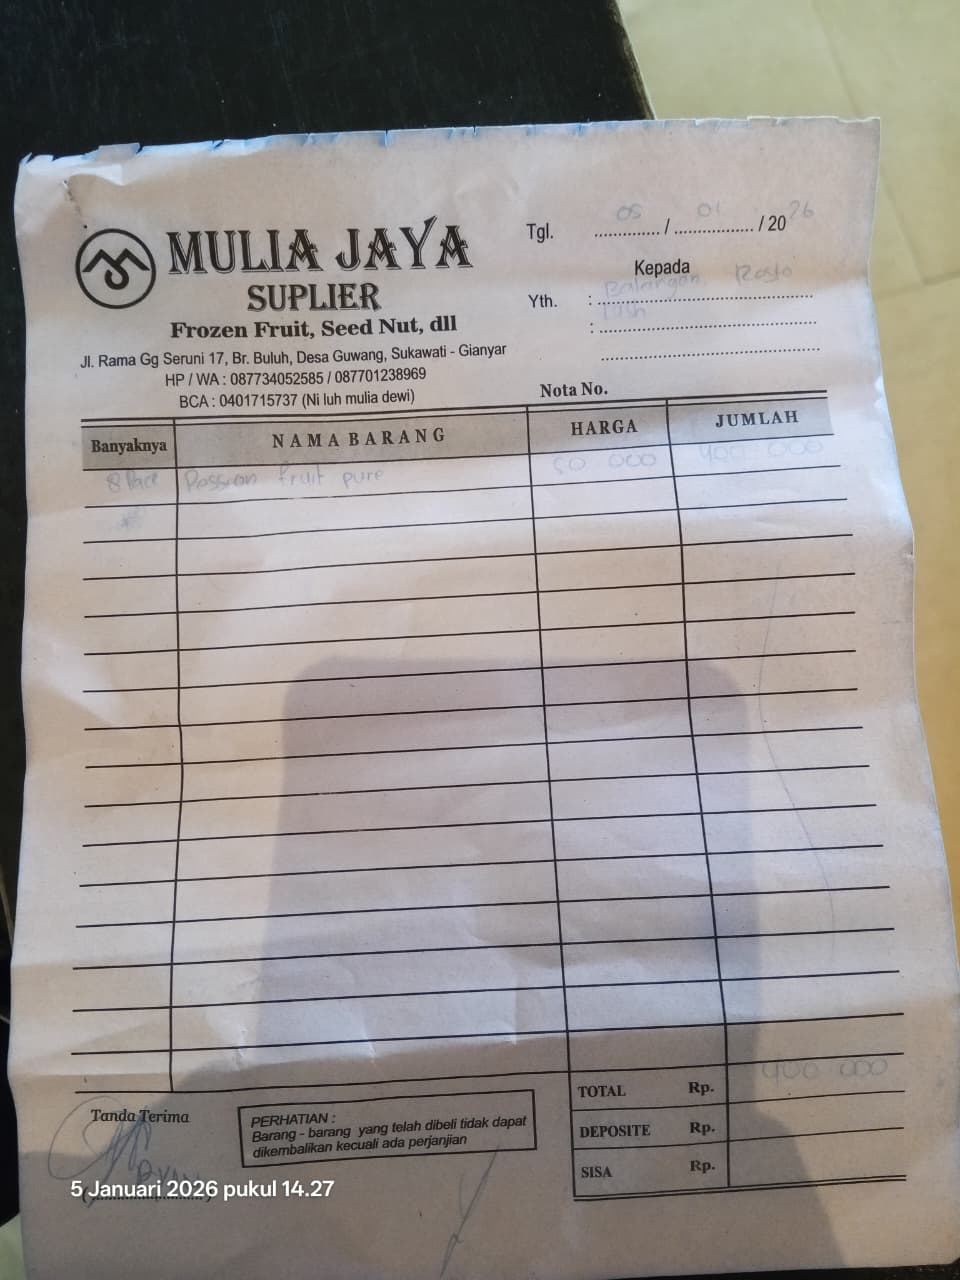 MULIA JAYA
SUPLIER
Frozen Fruit, Seed Nut, dll
Jl. Rama Gg Seruni 17, Br. Buluh, Desa Guwang, Sukawati - Gianyar
HP / WA : 087734052585 / 087701238969
BCA : 0401715737 (Ni luh mulia dewi)
Tgl. 05 / 01 / 2026
Kepada
Yth. : Balangan Resto
:
Nota No.
Banyaknya NAMA BARANG HARGA JUMLAH
8 Pack Passion fruit pure 50 000 400 000
400 000
TOTAL Rp.
DEPOSITE Rp.
SISA Rp.
Tanda Terima
PERHATIAN :
Barang - barang yang telah dibeli tidak dapat
dikembalikan kecuali ada perjanjian
5 Januari 2026 pukul 14.27